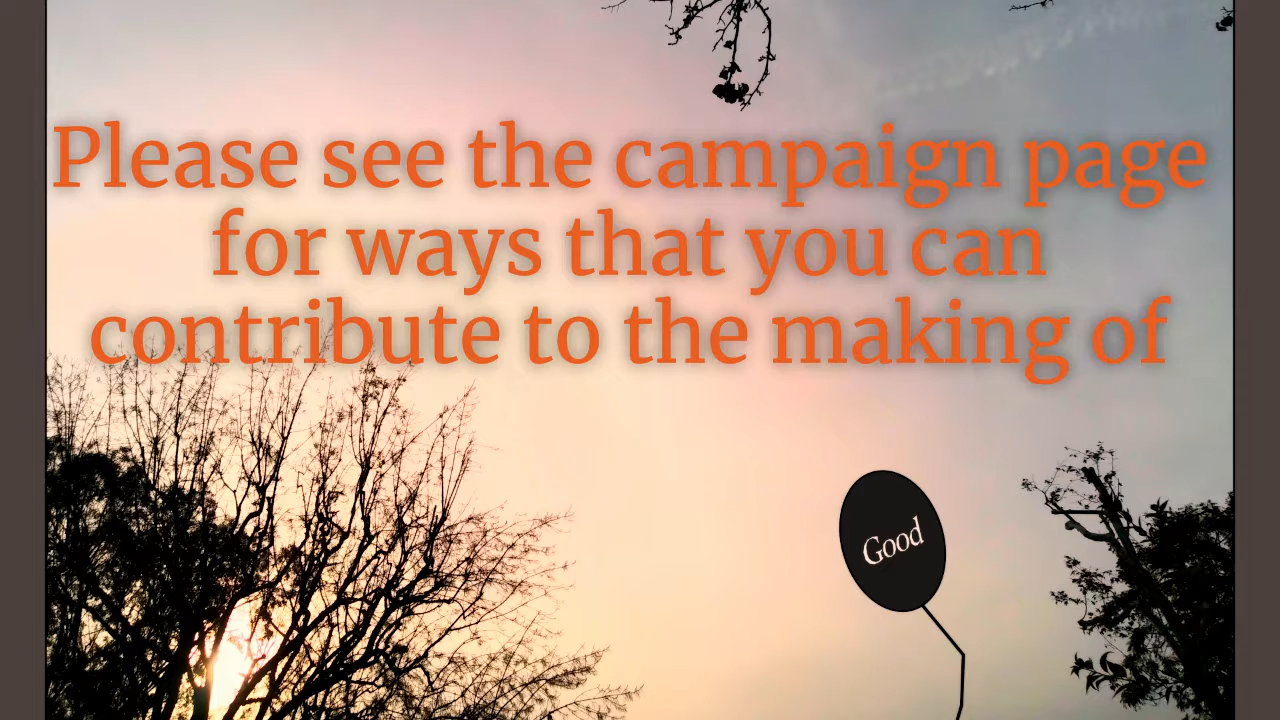 Please see the campaign page
for ways that you can
contribute to the making of
Good